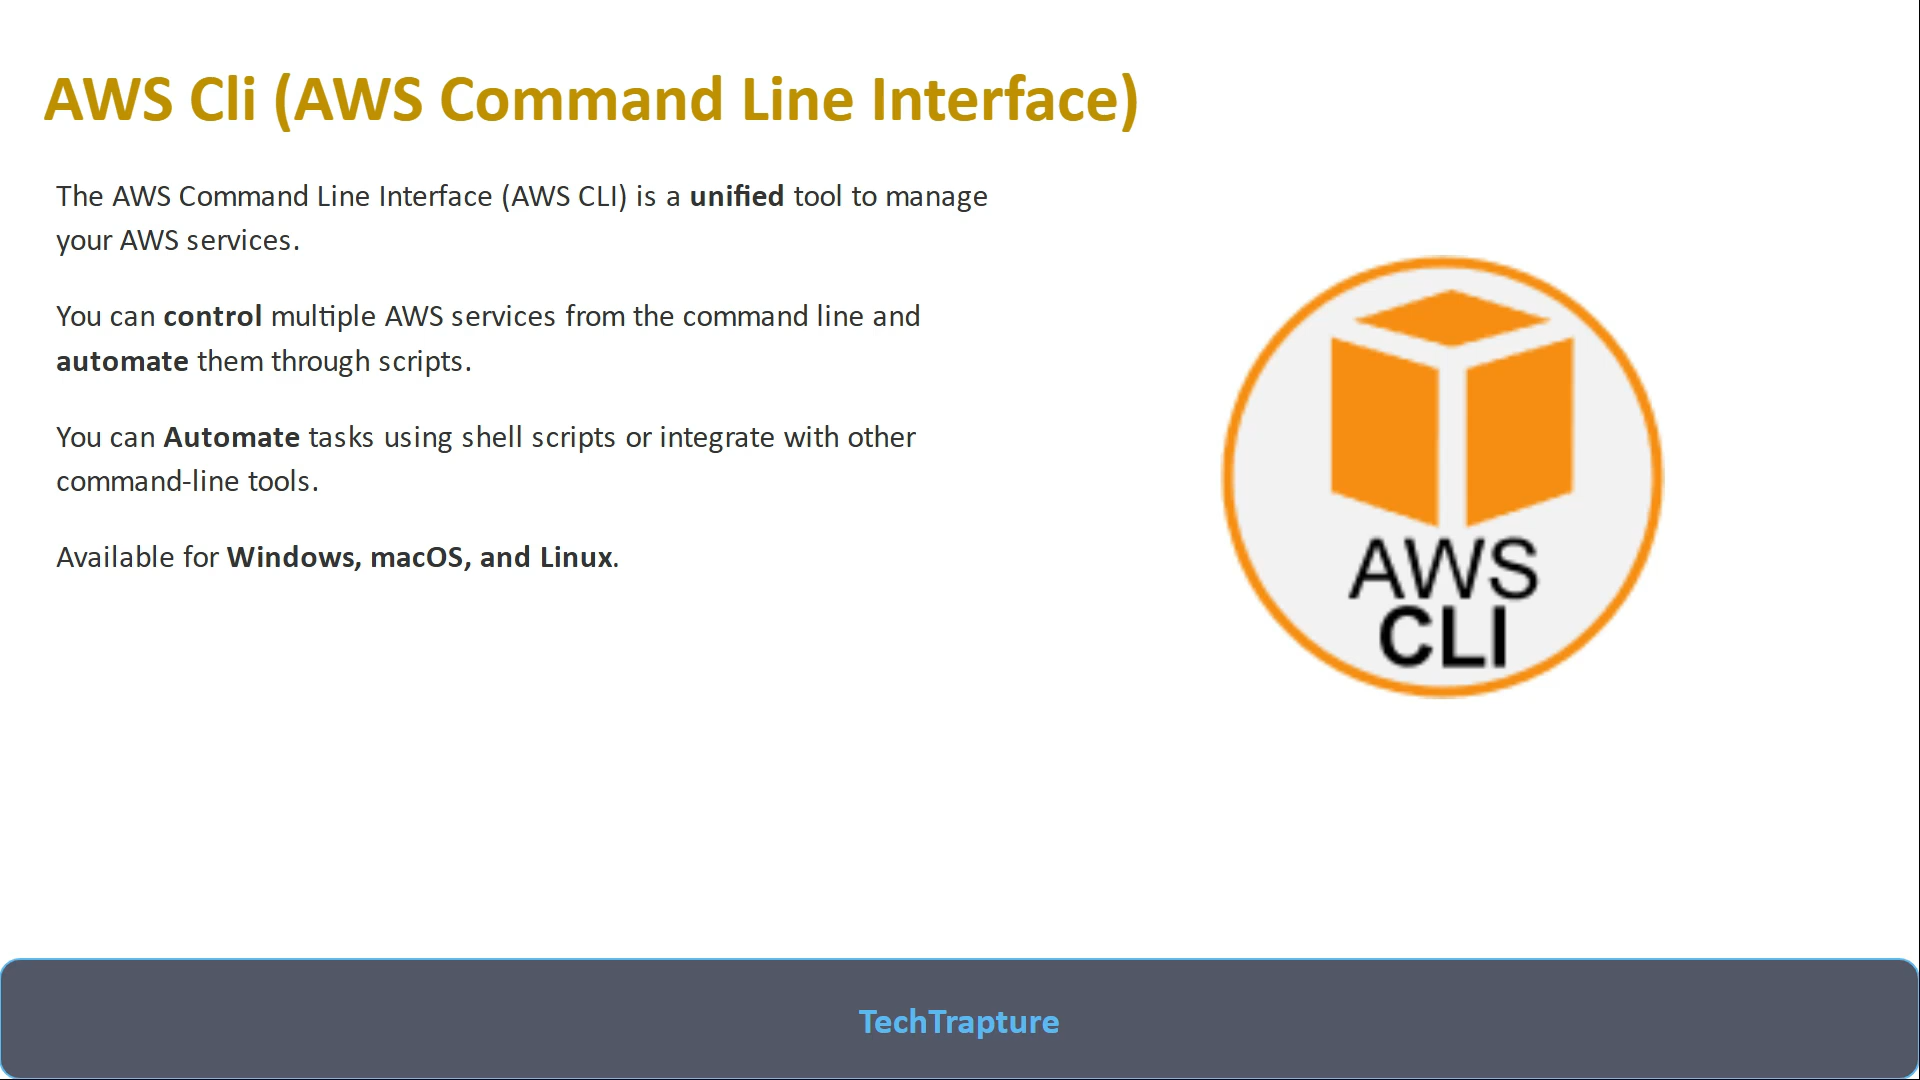 AWS Cli (AWS Command Line Interface)
The AWS Command Line Interface (AWS CLI) is a unified tool to manage
your AWS services.
You can control multiple AWS services from the command line and
automate them through scripts.
You can Automate tasks using shell scripts or integrate with other
command-line tools.
Available for Windows, macOS, and Linux.
AWS
CLI
TechTrapture